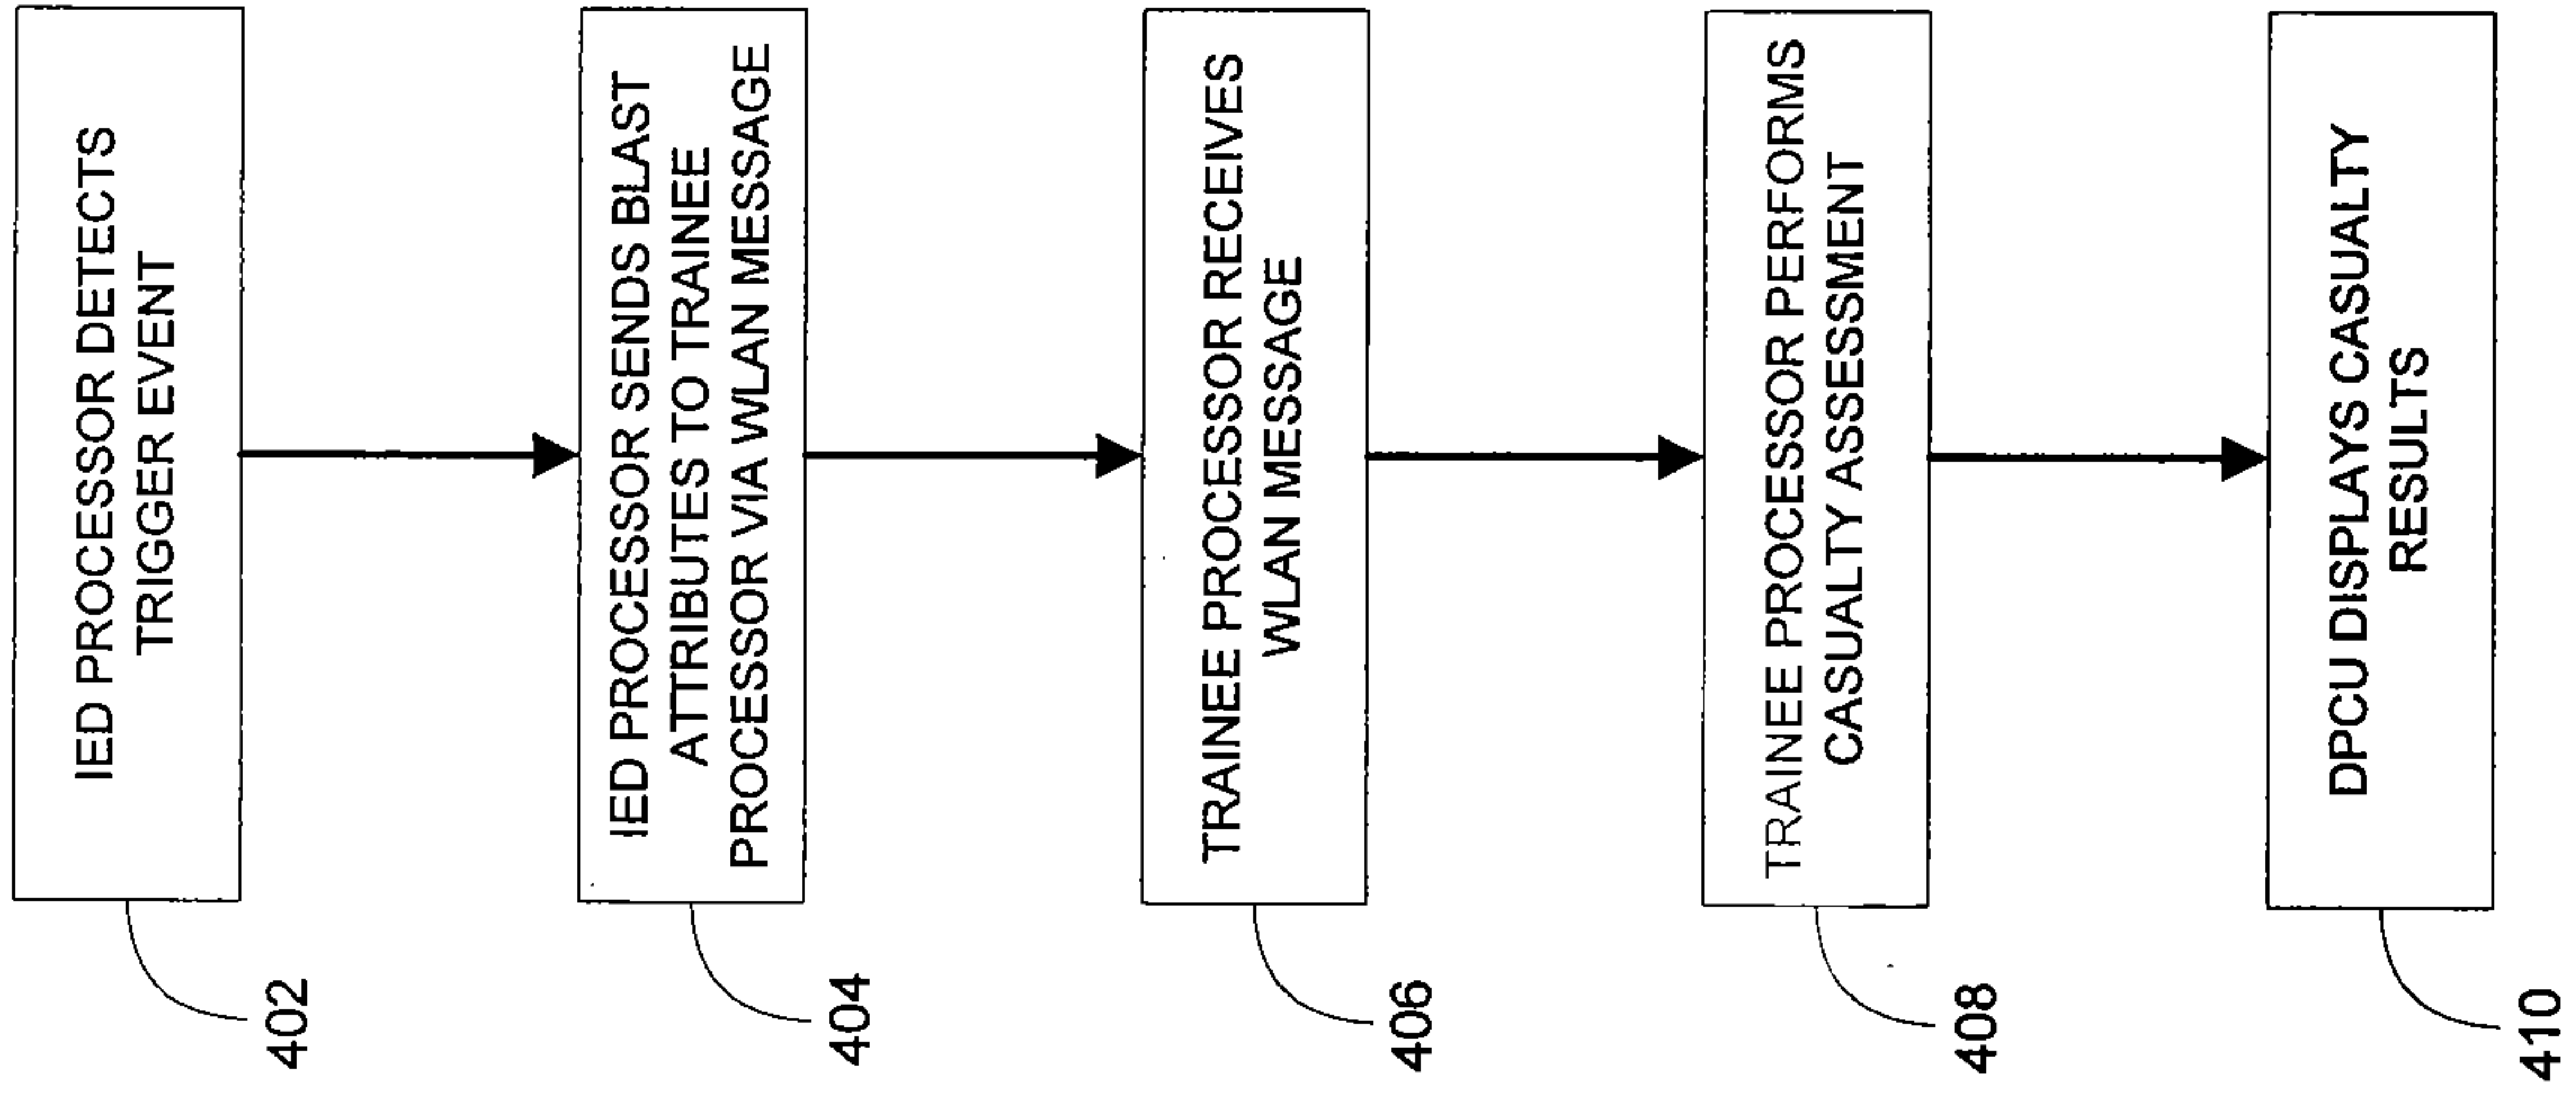 402
IED PROCESSOR DETECTS
TRIGGER EVENT
404
IED PROCESSOR SENDS BLAST
ATTRIBUTES TO TRAINEE
PROCESSOR VIA WLAN MESSAGE
406
TRAINEE PROCESSOR RECEIVES
WLAN MESSAGE
408
TRAINEE PROCESSOR PERFORMS
CASUALTY ASSESSMENT
410
DPCU DISPLAYS CASUALTY
RESULTS